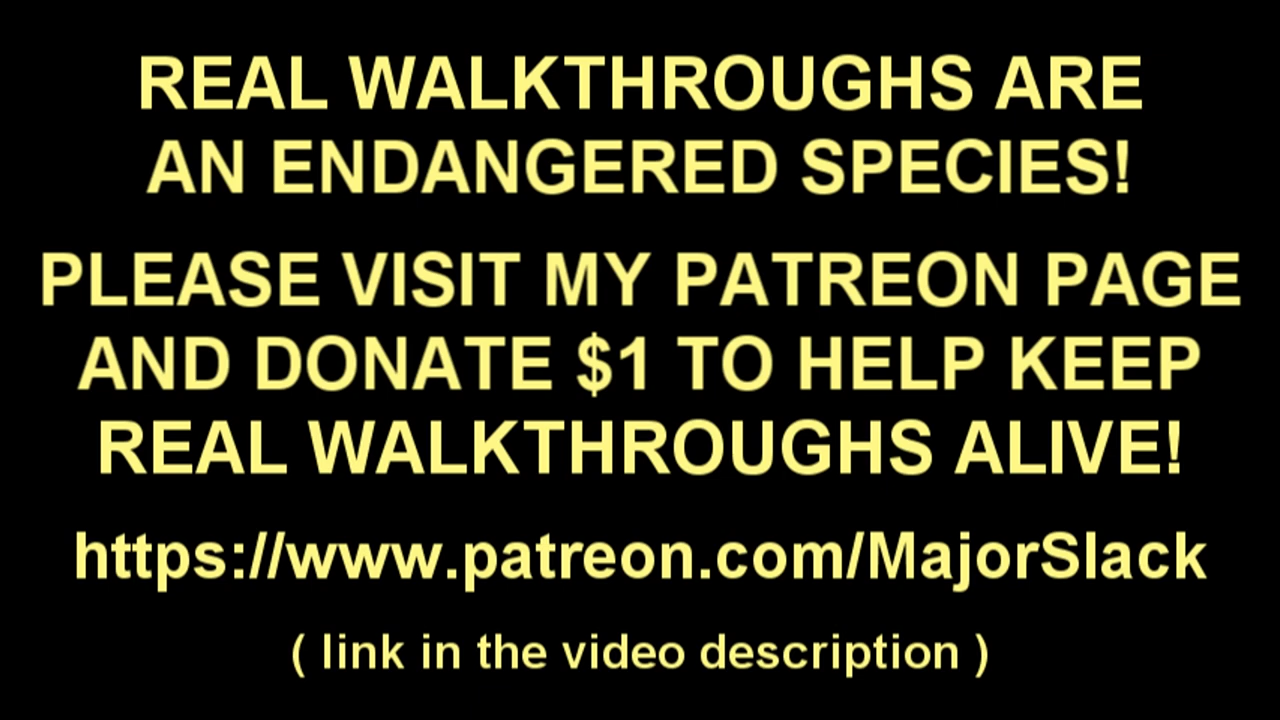 REAL WALKTHROUGHS ARE
AN ENDANGERED SPECIES!
PLEASE VISIT MY PATREON PAGE
AND DONATE $1 TO HELP KEEP
REAL WALKTHROUGHS ALIVE!
https://www.patreon.com/MajorSlack
( link in the video description )